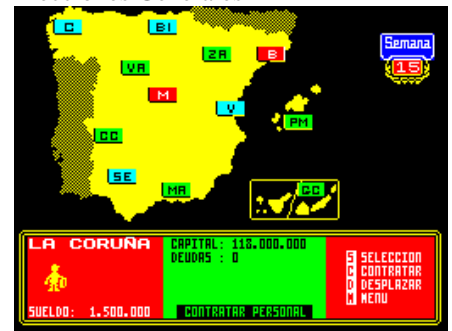 C
BI
Semana
ZA
B
15
VA
M
V
PM
CC
SE
MA
GC
LA CORUÑA
CAPITAL: 118.000.000
DEUDAS : 0
S SELECCION
C CONTRATAR
D DESPLAZAR
M MENU
SUELDO: 1.500.000
CONTRATAR PERSONAL